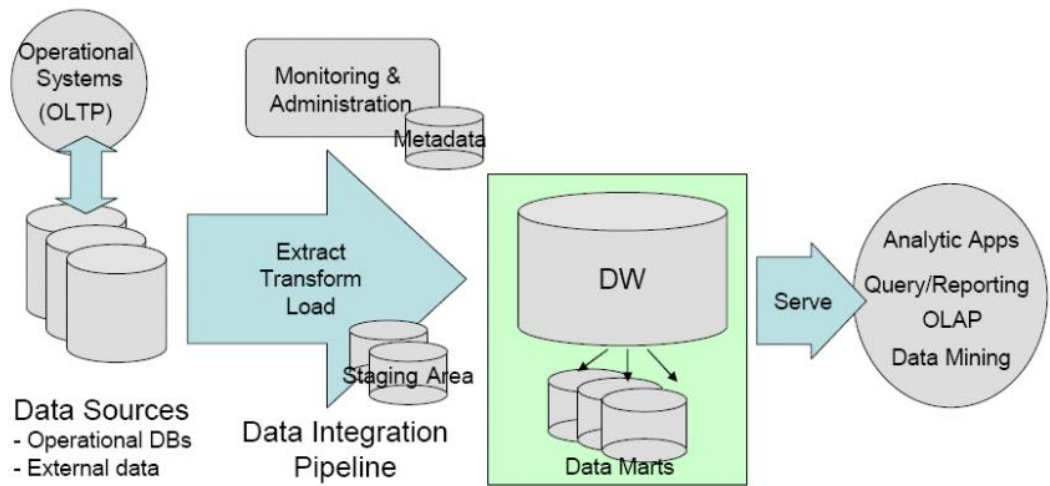 Operational
Systems
(OLTP)
Monitoring &
Administration
Metadata
Extract
Transform
Load
Staging Area
DW
Data Marts
Serve
Analytic Apps
Query/Reporting
OLAP
Data Mining
Data Sources
- Operational DBs
- External data
Data Integration
Pipeline